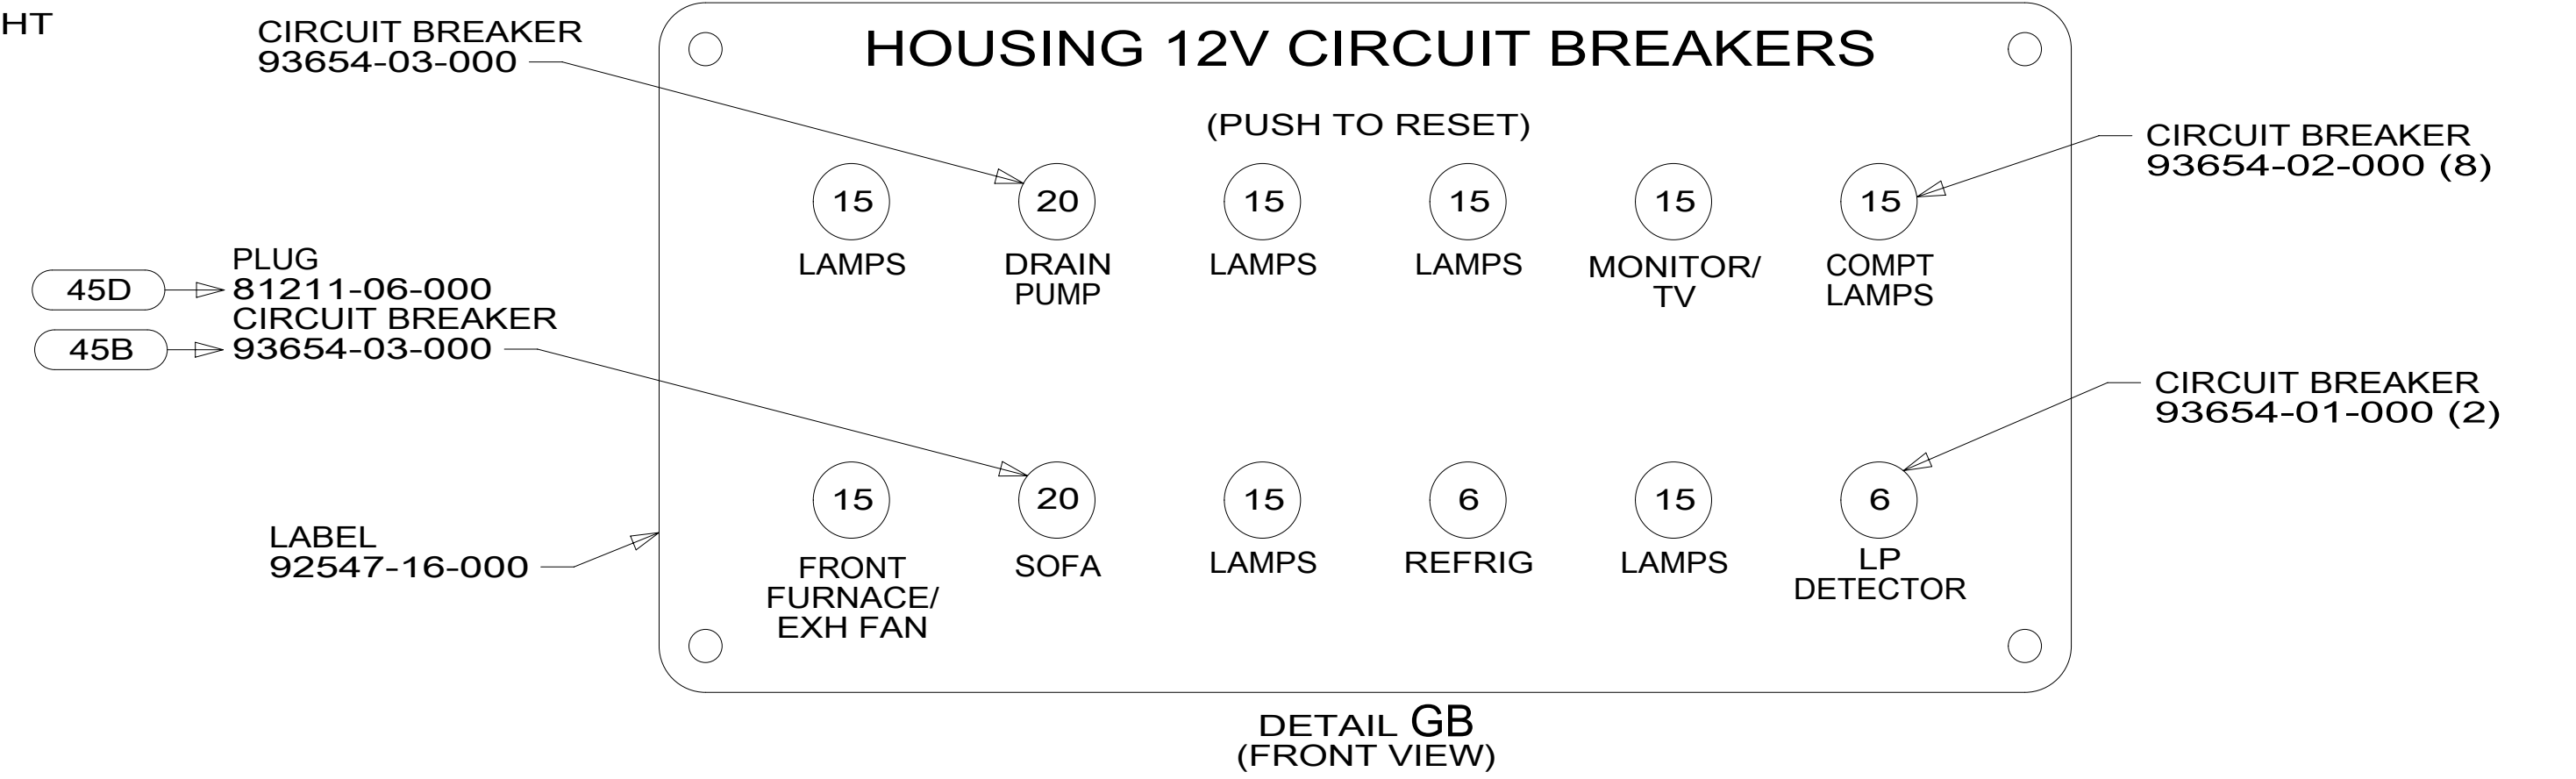 HT
CIRCUIT BREAKER
93654-03-000
HOUSING 12V CIRCUIT BREAKERS
(PUSH TO RESET)
CIRCUIT BREAKER
93654-02-000 (8)
15 20 15 15 15 15
LAMPS DRAIN LAMPS LAMPS MONITOR/ COMPT
PUMP TV LAMPS
PLUG
45D 81211-06-000
CIRCUIT BREAKER
45B 93654-03-000
CIRCUIT BREAKER
93654-01-000 (2)
15 20 15 6 15 6
FRONT SOFA LAMPS REFRIG LAMPS LP
FURNACE/ DETECTOR
EXH FAN
LABEL
92547-16-000
DETAIL GB
(FRONT VIEW)